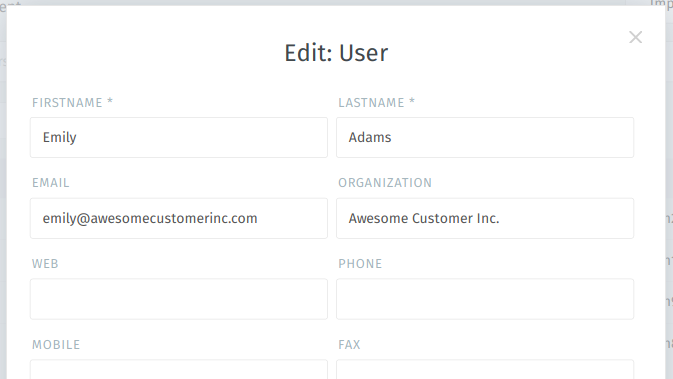 Edit: User
FIRSTNAME * LASTNAME *
Emily Adams
EMAIL ORGANIZATION
emily@awesomecustomerinc.com Awesome Customer Inc.
WEB PHONE
MOBILE FAX